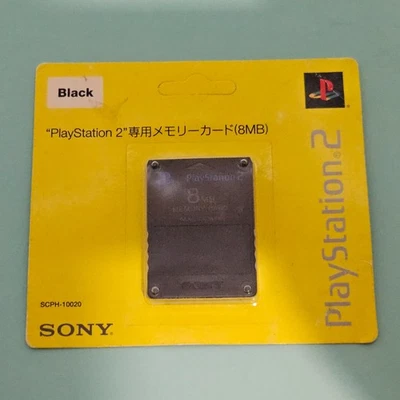 Black
“PlayStation 2”専用メモリーカード(8MB)
PlayStation 2
8MB
SONY
SCPH-10020
SONY
PlayStation®2